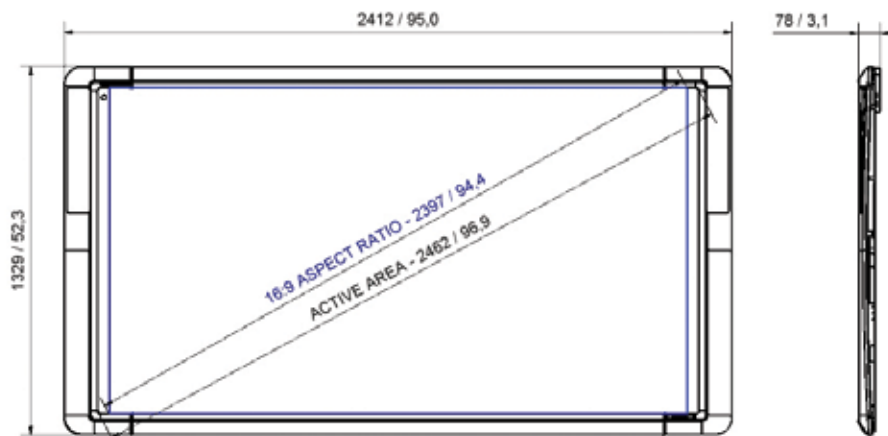 2412 / 95,0
78 / 3,1
1329 / 52,3
16:9 ASPECT RATIO - 2397 / 94,4
ACTIVE AREA - 2462 / 96,9